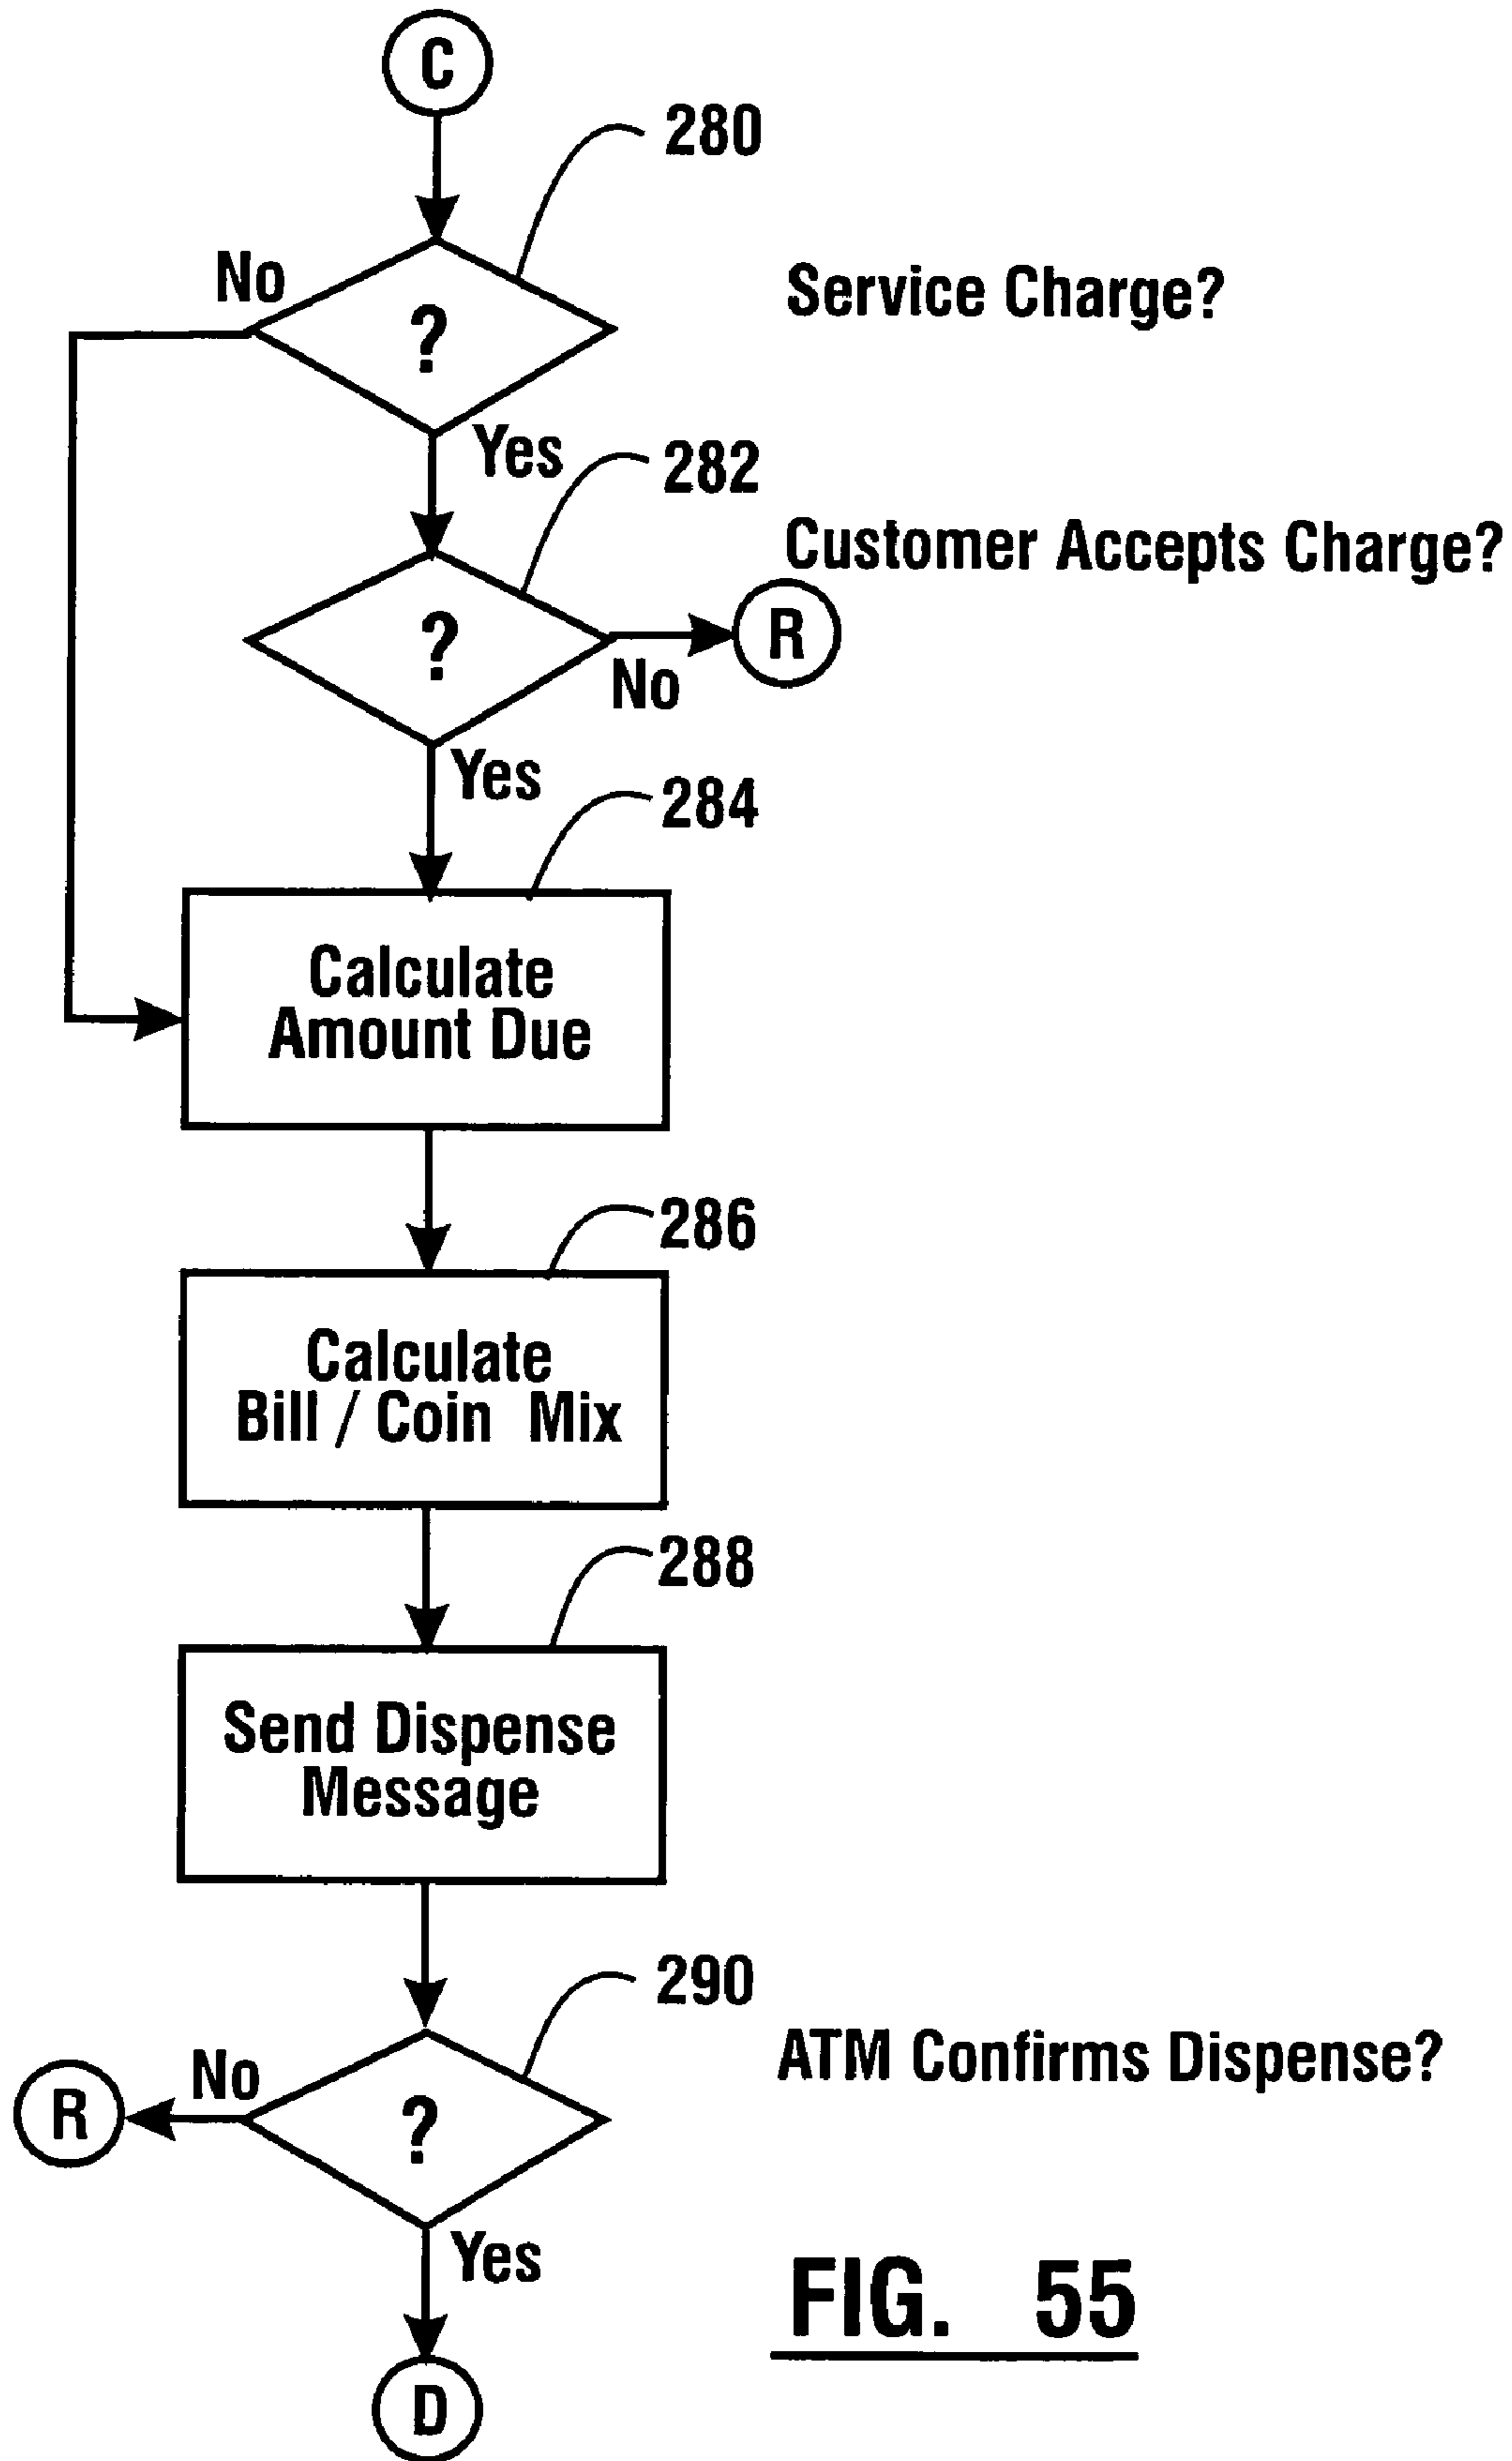 C
280
No
?
Service Charge?
Yes
282
Customer Accepts Charge?
?
R
No
Yes
284
Calculate
Amount Due
286
Calculate
Bill / Coin Mix
288
Send Dispense
Message
290
ATM Confirms Dispense?
No
R
?
Yes
FIG. 55
D